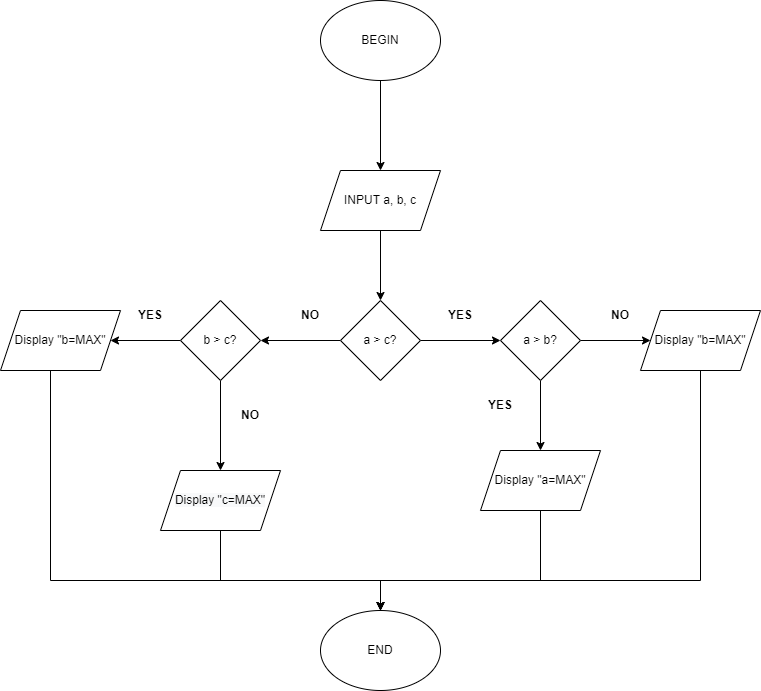 BEGIN
INPUT a, b, c
YES
NO
YES
NO
Display "b=MAX"
b > c?
a > c?
a > b?
Display "b=MAX"
NO
YES
Display "c=MAX"
Display "a=MAX"
END